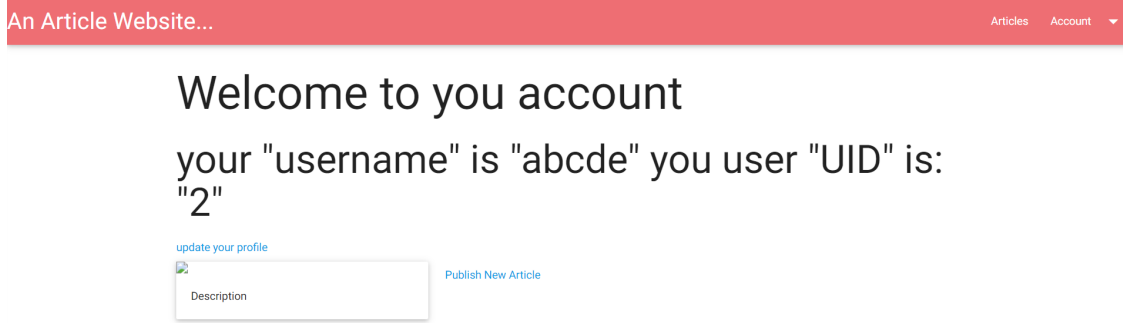 An Article Website...
Articles Account
Welcome to you account
your "username" is "abcde" you user "UID" is:
"2"
update your profile
Publish New Article
Description